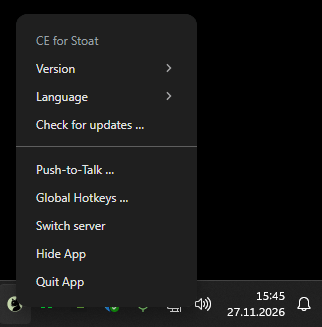 CE for Stoat
Version
Language
Check for updates ...
Push-to-Talk ...
Global Hotkeys ...
Switch server
Hide App
Quit App
15:45
27.11.2026